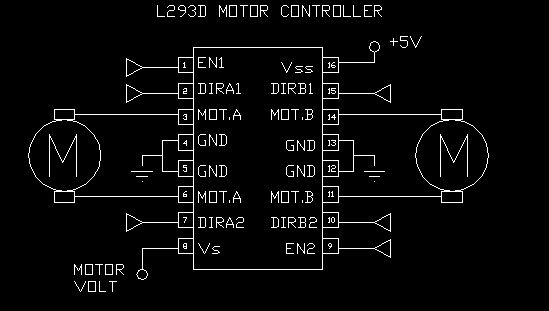 L293D MOTOR CONTROLLER
+5V
1 EN1 Vss 16
2 DIRA1 DIRB1 15
3 MOT.A MOT.B 14
4 GND GND 13
5 GND GND 12
6 MOT.A MOT.B 11
7 DIRA2 DIRB2 10
8 Vs EN2 9
M M
MOTOR
VOLT